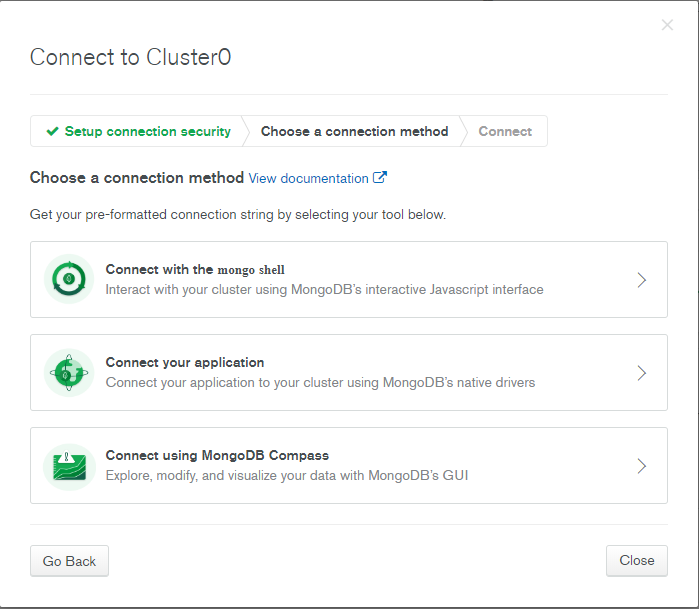 Connect to Cluster0
Setup connection security
Choose a connection method
Connect
Choose a connection method View documentation
Get your pre-formatted connection string by selecting your tool below.
Connect with the mongo shell
Interact with your cluster using MongoDB's interactive Javascript interface
Connect your application
Connect your application to your cluster using MongoDB's native drivers
Connect using MongoDB Compass
Explore, modify, and visualize your data with MongoDB's GUI
Go Back
Close